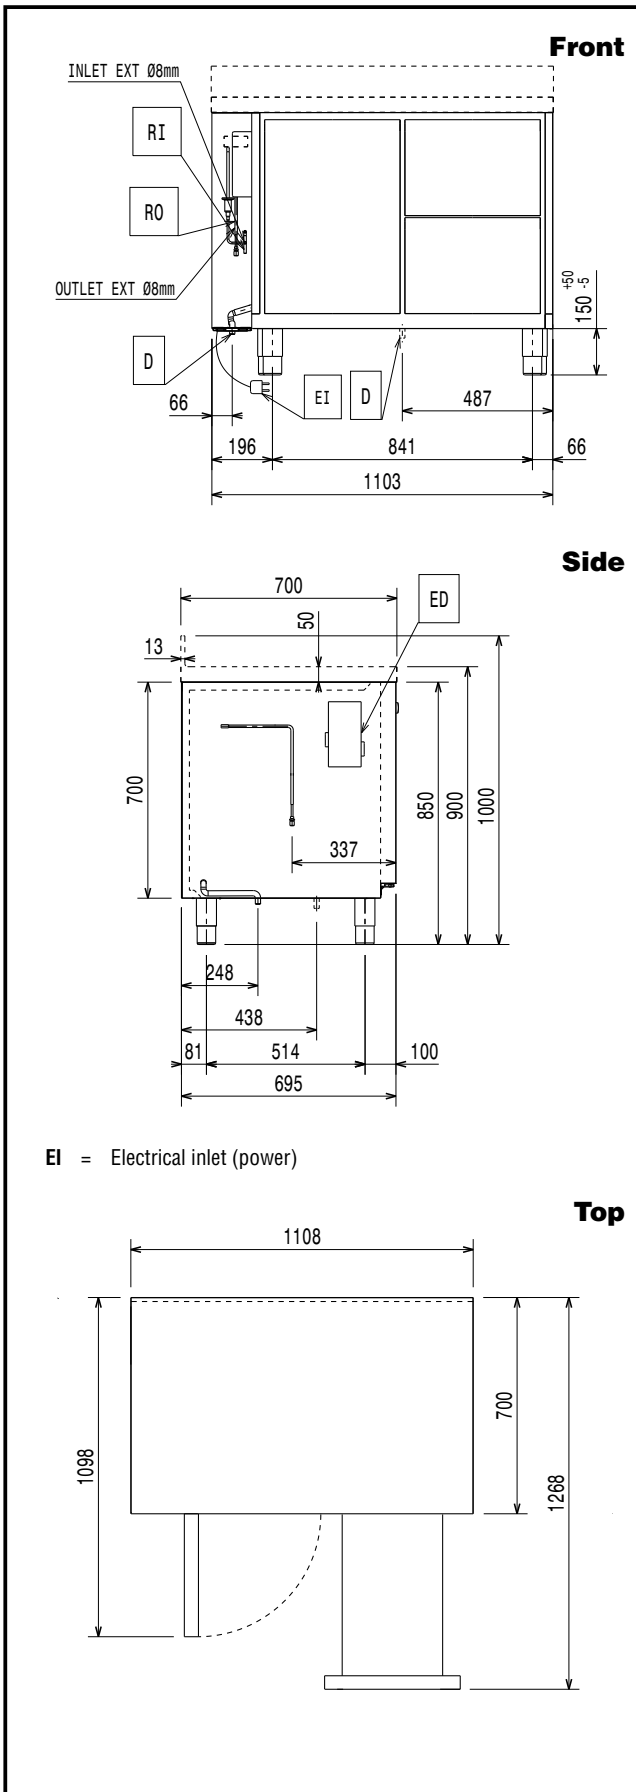 Front
INLET EXT Ø8mm
RI
RO
OUTLET EXT Ø8mm
150 +50 -5
D
EI
D
66
487
196
841
66
1103
Side
700
ED
50
13
700
850
900
1000
337
248
438
81
514
100
695
EI = Electrical inlet (power)
Top
1108
700
1098
1268